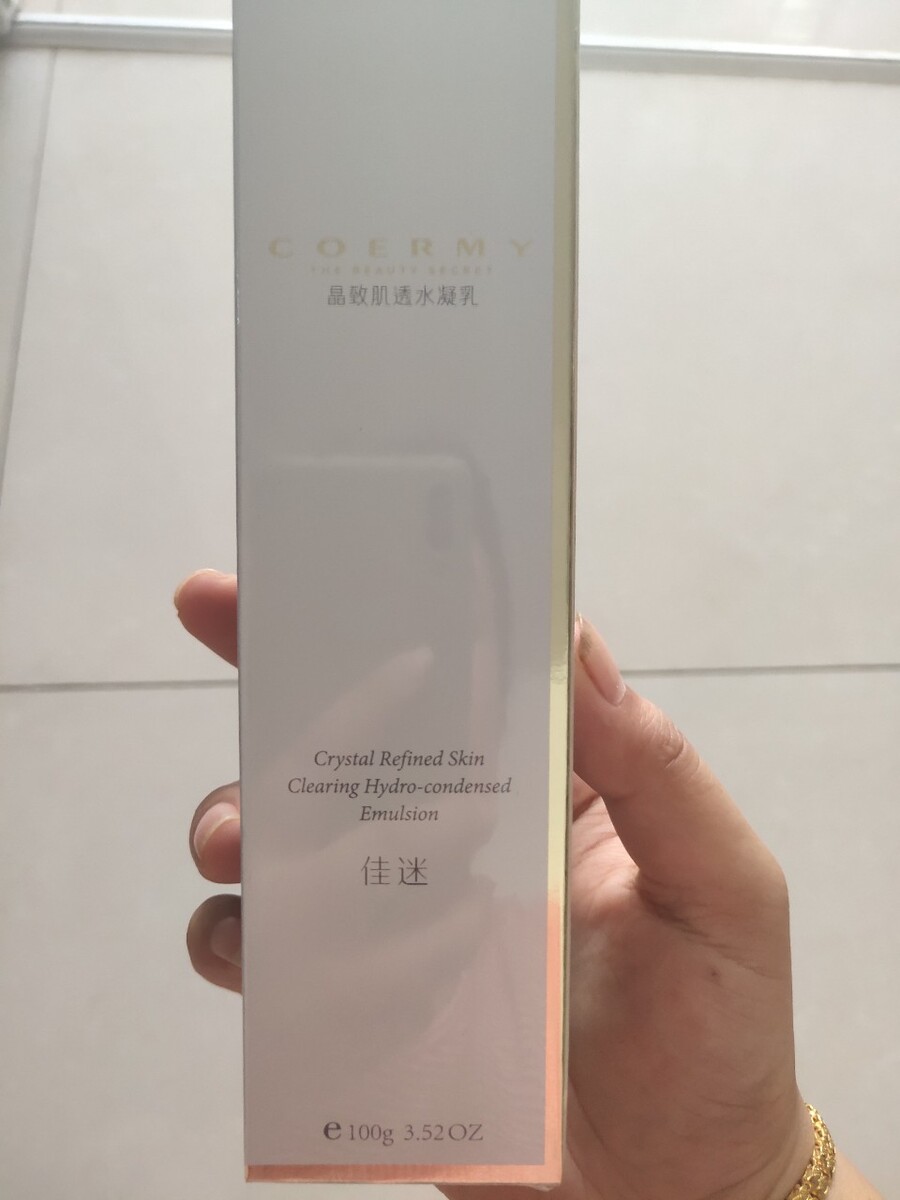 COERMY
THE BEAUTY SECRET
晶致肌透水凝乳
Crystal Refined Skin
Clearing Hydro-condensed
Emulsion
佳迷
e 100g 3.52 OZ